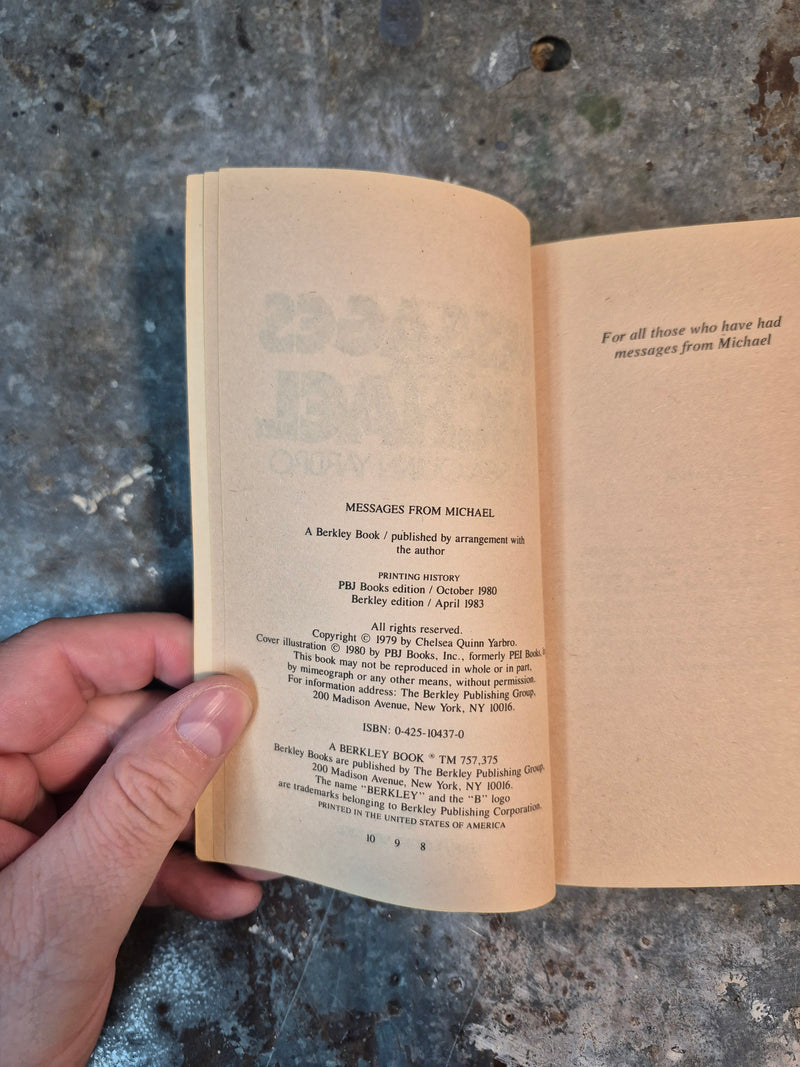 MESSAGES FROM MICHAEL
A Berkley Book / published by arrangement with
the author
PRINTING HISTORY
PBJ Books edition / October 1980
Berkley edition / April 1983
All rights reserved.
Copyright © 1979 by Chelsea Quinn Yarbro.
Cover illustration © 1980 by PBJ Books, Inc., formerly PEI Books,
This book may not be reproduced in whole or in part,
by mimeograph or any other means, without permission.
For information address: The Berkley Publishing Group,
200 Madison Avenue, New York, NY 10016.
ISBN: 0-425-10437-0
A BERKLEY BOOK ® TM 757,375
Berkley Books are published by The Berkley Publishing Group,
200 Madison Avenue, New York, NY 10016.
The name "BERKLEY" and the "B" logo
are trademarks belonging to Berkley Publishing Corporation.
PRINTED IN THE UNITED STATES OF AMERICA
10 9 8
For all those who have had
messages from Michael